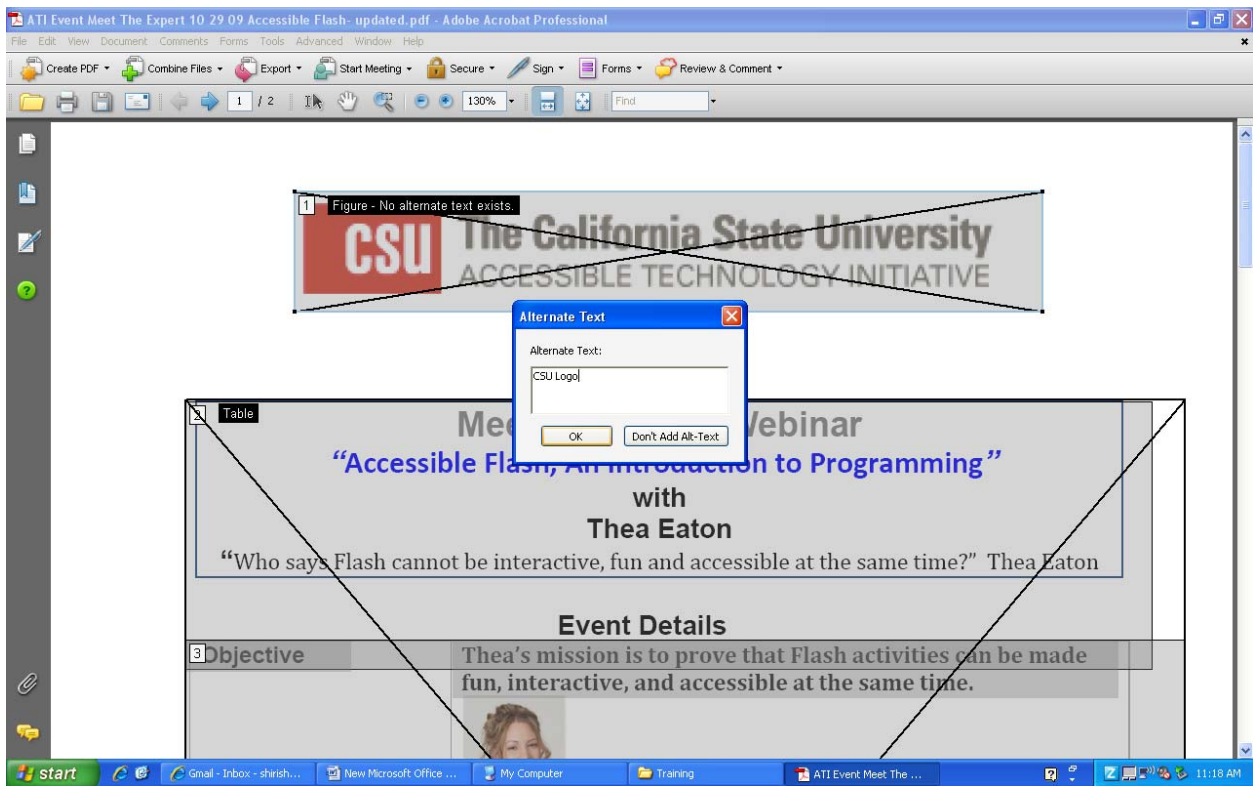 ATI Event Meet The Expert 10 29 09 Accessible Flash- updated.pdf - Adobe Acrobat Professional
File Edit View Document Comments Forms Tools Advanced Window Help
Create PDF Combine Files Export Start Meeting Secure Sign Forms Review & Comment
1 / 2 130% Find
1 Figure - No alternate text exists.
CSU The California State University
ACCESSIBLE TECHNOLOGY INITIATIVE
Alternate Text
Alternate Text:
CSU Logo
OK Don't Add Alt-Text
2 Table
“Accessible Flash, An Introduction to Programming”
with
Thea Eaton
“Who says Flash cannot be interactive, fun and accessible at the same time?” Thea Eaton
Event Details
3 Objective Thea’s mission is to prove that Flash activities can be made
fun, interactive, and accessible at the same time.
start Gmail - Inbox - shirish... New Microsoft Office ... My Computer Training ATI Event Meet The ... 11:18 AM